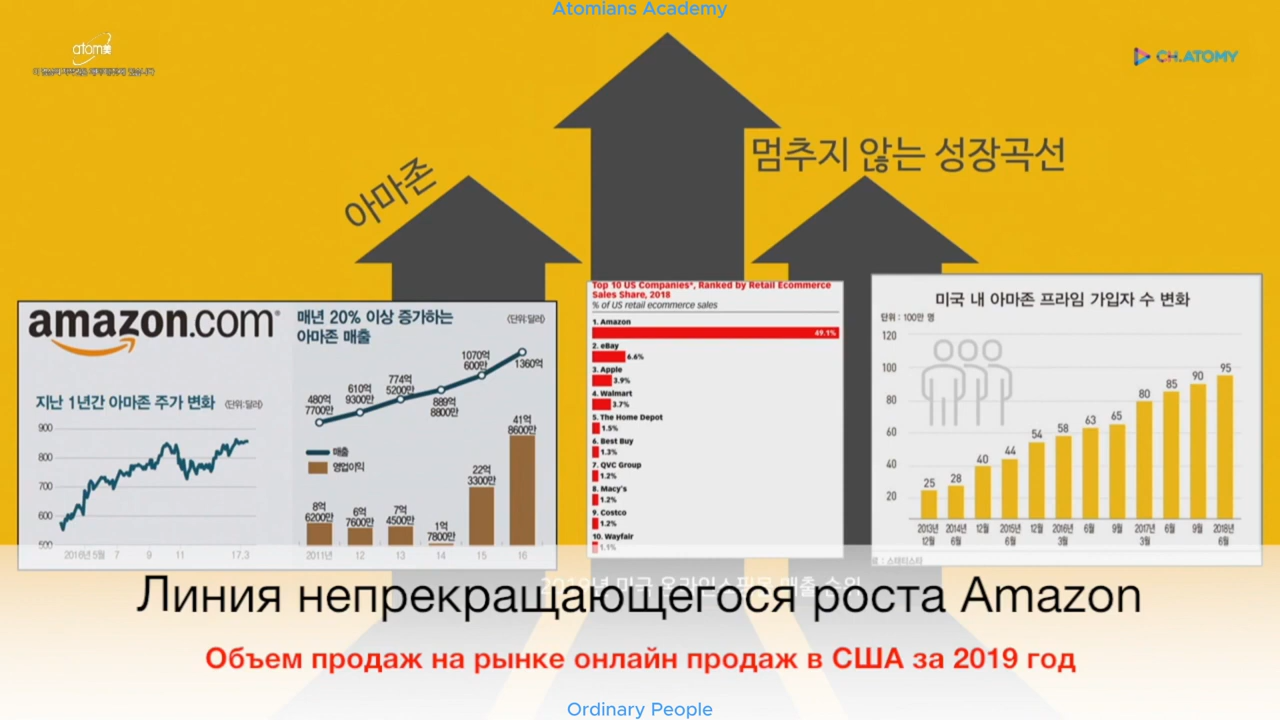 Atomians Academy
atom美
CH.ATOMY
아마존
멈추지 않는 성장곡선
amazon.com
지난 1년간 아마존 주가 변화 (단위:달러)
900
800
700
600
500
2016년 5월 7 9 11 17.3
매년 20% 이상 증가하는 (단위:달러)
아마존 매출
480억
7700만
610억
9300만
774억
5200만
889억
8800만
1070억
600만
1360억
매출
영업이익
8억
6200만
6억
7600만
7억
4500만
1억
7800만
22억
3300만
41억
8600만
2011년 12 13 14 15 16
Top 10 US Companies*, Ranked by Retail Ecommerce
Sales Share, 2018
% of US retail ecommerce sales
1. Amazon
49.1%
2. eBay
6.6%
3. Apple
3.9%
4. Walmart
3.7%
5. The Home Depot
1.5%
6. Best Buy
1.3%
7. QVC Group
1.2%
8. Macy's
1.2%
9. Costco
1.2%
10. Wayfair
1.1%
미국 내 아마존 프라임 가입자 수 변화
단위 : 100만 명
120
100
80
60
40
20
25 28 40 44 54 58 63 65 80 85 90 95
2013년 2014년 12월 2015년 12월 2016년 6월 9월 2017년 6월 9월 2018년
12월 6월 6월 3월 3월 6월
료 : 스태티스타
Линия непрекращающегося роста Amazon
Объем продаж на рынке онлайн продаж в США за 2019 год
Ordinary People